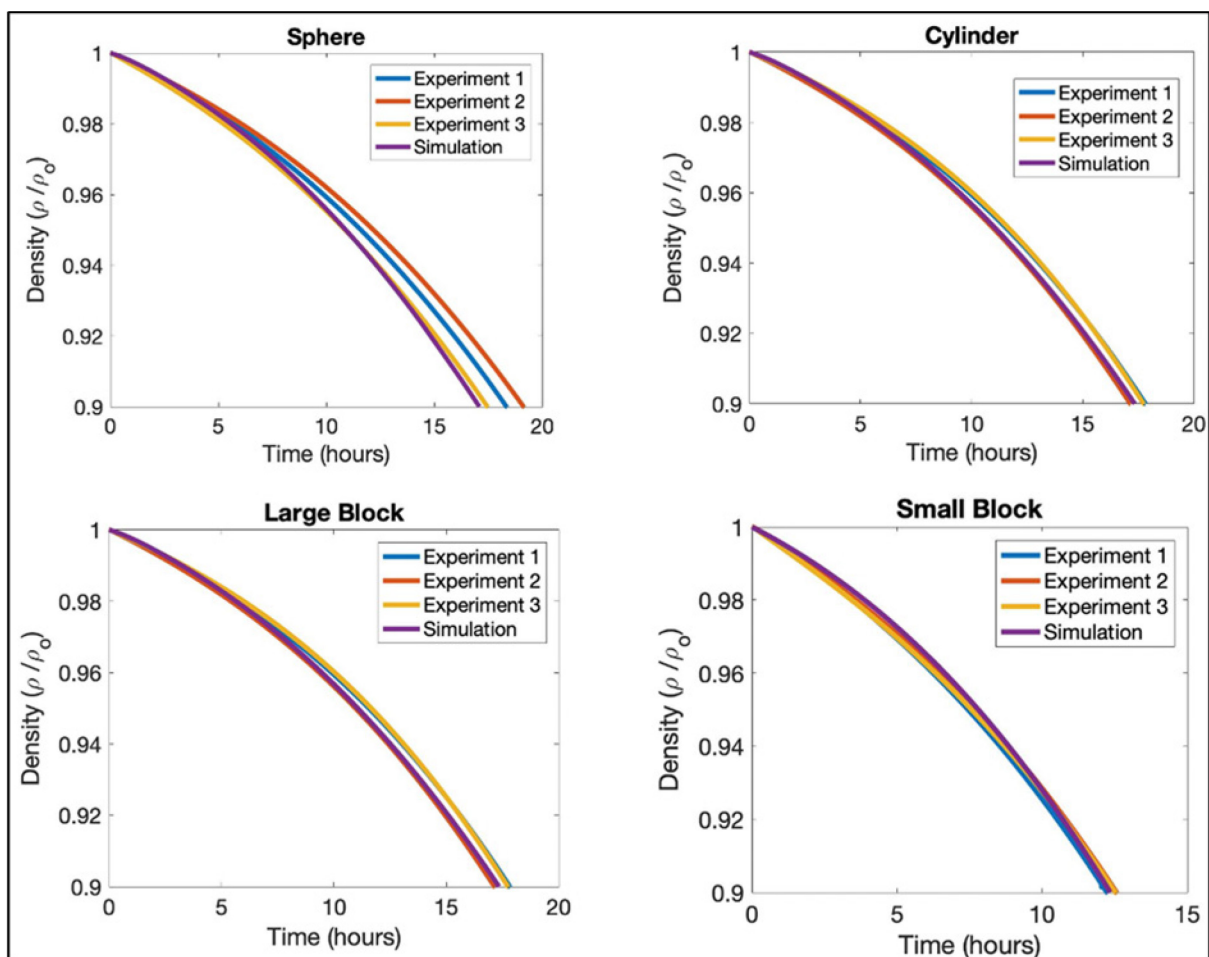 Sphere
Experiment 1
Experiment 2
Experiment 3
Simulation
1
0.98
0.96
0.94
0.92
0.9
Density (ρ /ρo)
0 5 10 15 20
Time (hours)
Cylinder
Experiment 1
Experiment 2
Experiment 3
Simulation
1
0.98
0.96
0.94
0.92
0.9
Density (ρ /ρo)
0 5 10 15 20
Time (hours)
Large Block
Experiment 1
Experiment 2
Experiment 3
Simulation
1
0.98
0.96
0.94
0.92
0.9
Density (ρ /ρo)
0 5 10 15 20
Time (hours)
Small Block
Experiment 1
Experiment 2
Experiment 3
Simulation
1
0.98
0.96
0.94
0.92
0.9
Density (ρ /ρo)
0 5 10 15
Time (hours)